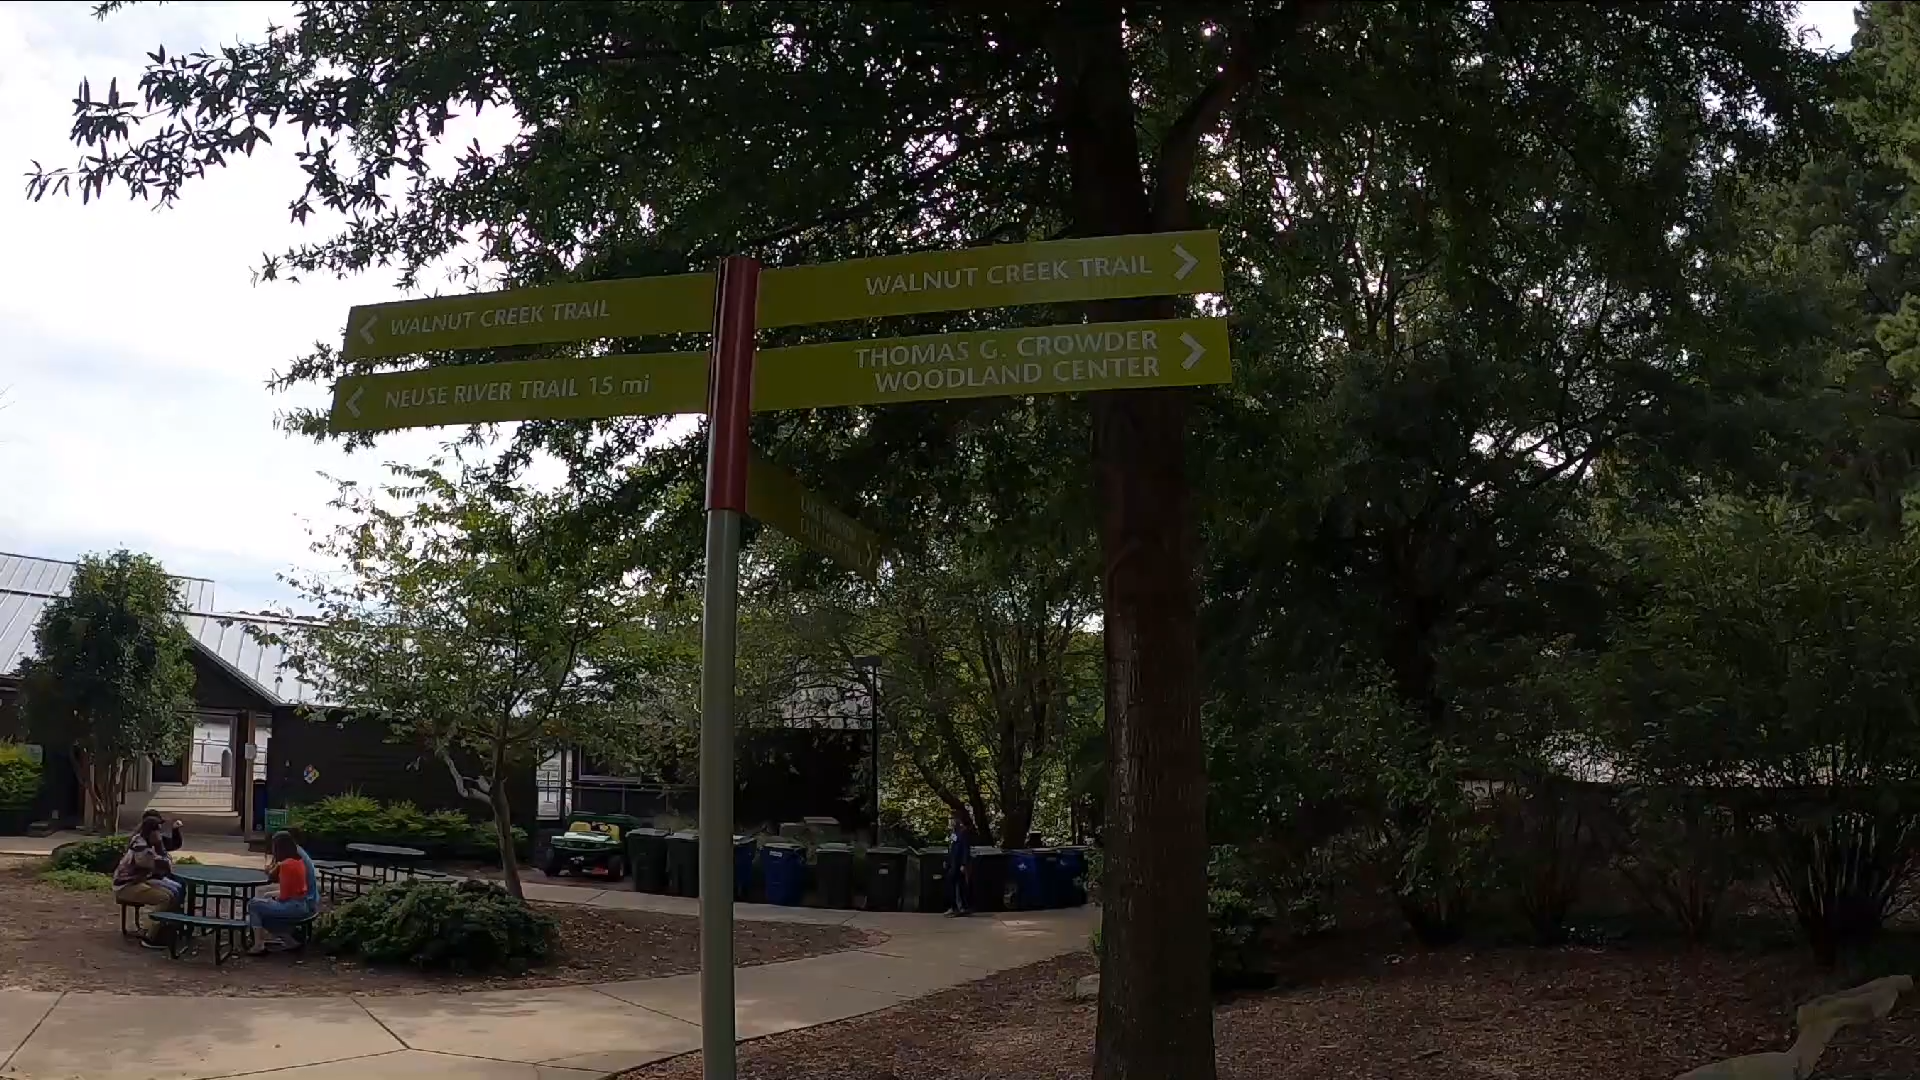 WALNUT CREEK TRAIL
NEUSE RIVER TRAIL 15 mi
WALNUT CREEK TRAIL
THOMAS G. CROWDER
WOODLAND CENTER